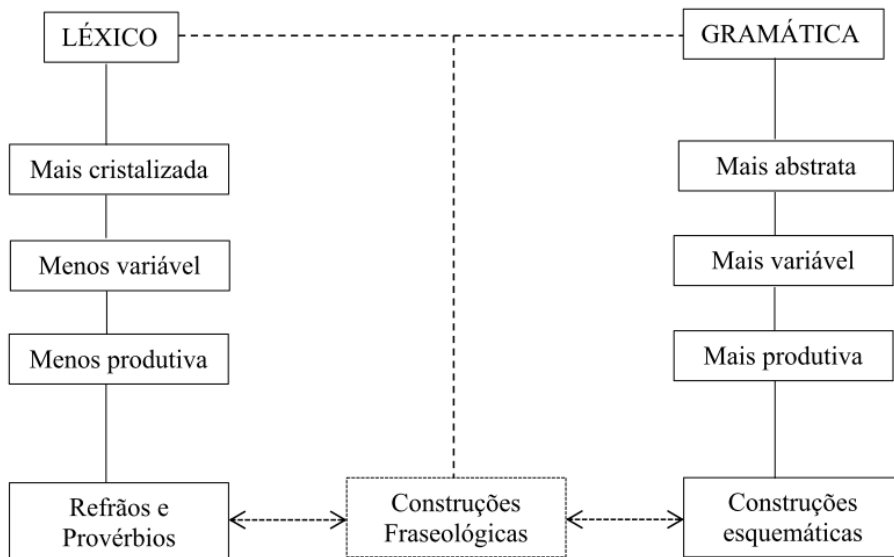 LÉXICO
GRAMÁTICA
Mais cristalizada
Mais abstrata
Menos variável
Mais variável
Menos produtiva
Mais produtiva
Refrãos e
Provérbios
Construções
Fraseológicas
Construções
esquemáticas